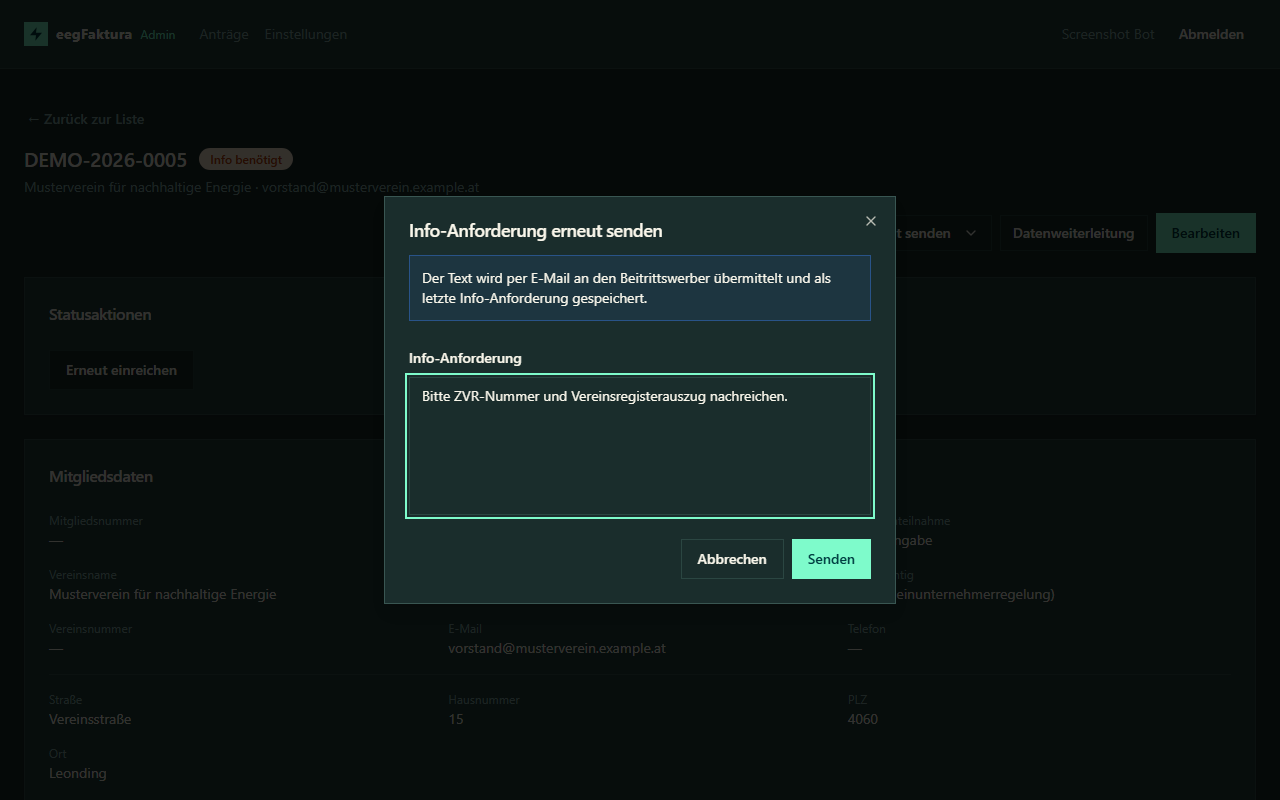 eegFaktura Admin Anträge Einstellungen Screenshot Bot Abmelden
← Zurück zur Liste
DEMO-2026-0005 Info benötigt
Musterverein für nachhaltige Energie · vorstand@musterverein.example.at
t senden Datenweiterleitung Bearbeiten
Info-Anforderung erneut senden
Der Text wird per E-Mail an den Beitrittswerber übermittelt und als
letzte Info-Anforderung gespeichert.
Info-Anforderung
Bitte ZVR-Nummer und Vereinsregisterauszug nachreichen.
Abbrechen Senden
Statusaktionen
Erneut einreichen
Mitgliedsdaten
Mitgliedsnummer
—
Vereinsname
Musterverein für nachhaltige Energie
einunternehmerregelung)
Vereinsnummer E-Mail Telefon
— vorstand@musterverein.example.at —
Straße Hausnummer PLZ
Vereinsstraße 15 4060
Ort
Leonding